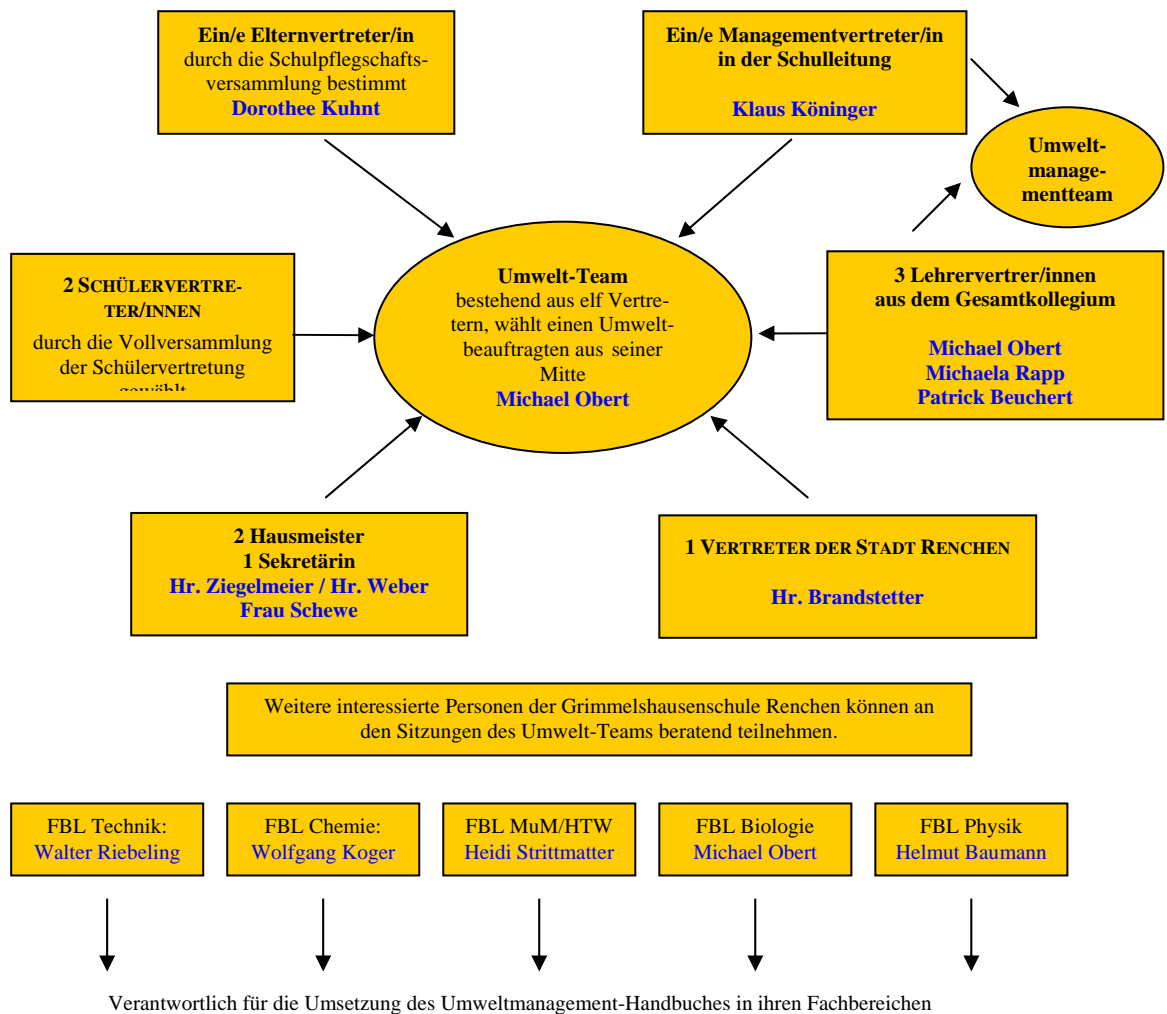 Ein/e Elternvertreter/in
durch die Schulpflegschafts-
versammlung bestimmt
Dorothee Kuhnt
Ein/e Managementvertreter/in
in der Schulleitung
Klaus Köninger
Umwelt-
manage-
mentteam
2 SCHÜLERVERTRE-
TER/INNEN
durch die Vollversammlung
der Schülervertretung
gewählt
Umwelt-Team
bestehend aus elf Vertre-
tern, wählt einen Umwelt-
beauftragten aus seiner
Mitte
Michael Obert
3 Lehrervertrer/innen
aus dem Gesamtkollegium
Michael Obert
Michaela Rapp
Patrick Beuchert
2 Hausmeister
1 Sekretärin
Hr. Ziegelmeier / Hr. Weber
Frau Schewe
1 VERTRETER DER STADT RENCHEN
Hr. Brandstetter
Weitere interessierte Personen der Grimmelshausenschule Renchen können an
den Sitzungen des Umwelt-Teams beratend teilnehmen.
FBL Technik:
Walter Riebeling
FBL Chemie:
Wolfgang Koger
FBL MuM/HTW
Heidi Strittmatter
FBL Biologie
Michael Obert
FBL Physik
Helmut Baumann
Verantwortlich für die Umsetzung des Umweltmanagement-Handbuches in ihren Fachbereichen